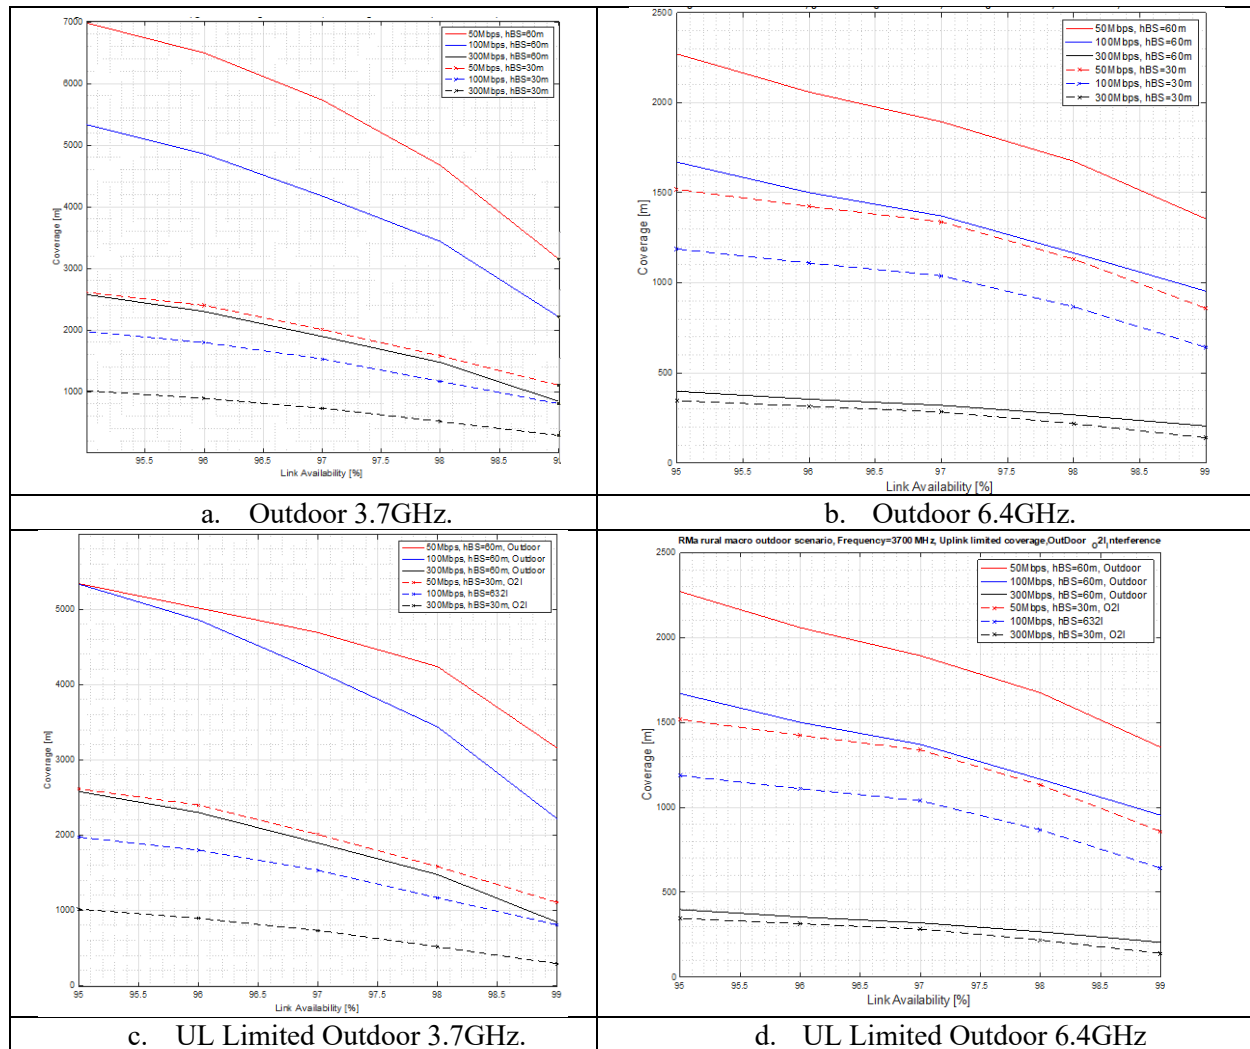 7000
6000
5000
4000
3000
2000
1000
Coverage [m]
50Mbps, hBS=60m
100Mbps, hBS=60m
300Mbps, hBS=60m
50Mbps, hBS=30m
100Mbps, hBS=30m
300Mbps, hBS=30m
95.5 96 96.5 97 97.5 98 98.5
Link Availability [%]
2500
2000
1500
1000
500
0
Coverage [m]
50Mbps, hBS=60m
100Mbps, hBS=60m
300Mbps, hBS=60m
50Mbps, hBS=30m
100Mbps, hBS=30m
300Mbps, hBS=30m
95 95.5 96 96.5 97 97.5 98 98.5 99
Link Availability [%]
a. Outdoor 3.7GHz.
b. Outdoor 6.4GHz.
5000
4000
3000
2000
1000
0
Coverage [m]
50Mbps, hBS=60m, Outdoor
100Mbps, hBS=60m, Outdoor
300Mbps, hBS=60m, Outdoor
50Mbps, hBS=30m, O2I
100Mbps, hBS=632I
300Mbps, hBS=30m, O2I
95 95.5 96 96.5 97 97.5 98 98.5 99
Link Availability [%]
RMa rural macro outdoor scenario, Frequency=3700 MHz, Uplink limited coverage,OutDoor O2I,nterference
2500
2000
1500
1000
500
0
Coverage [m]
50Mbps, hBS=60m, Outdoor
100Mbps, hBS=60m, Outdoor
300Mbps, hBS=60m, Outdoor
50Mbps, hBS=30m, O2I
100Mbps, hBS=632I
300Mbps, hBS=30m, O2I
95 95.5 96 96.5 97 97.5 98 98.5 99
Link Availability [%]
c. UL Limited Outdoor 3.7GHz.
d. UL Limited Outdoor 6.4GHz